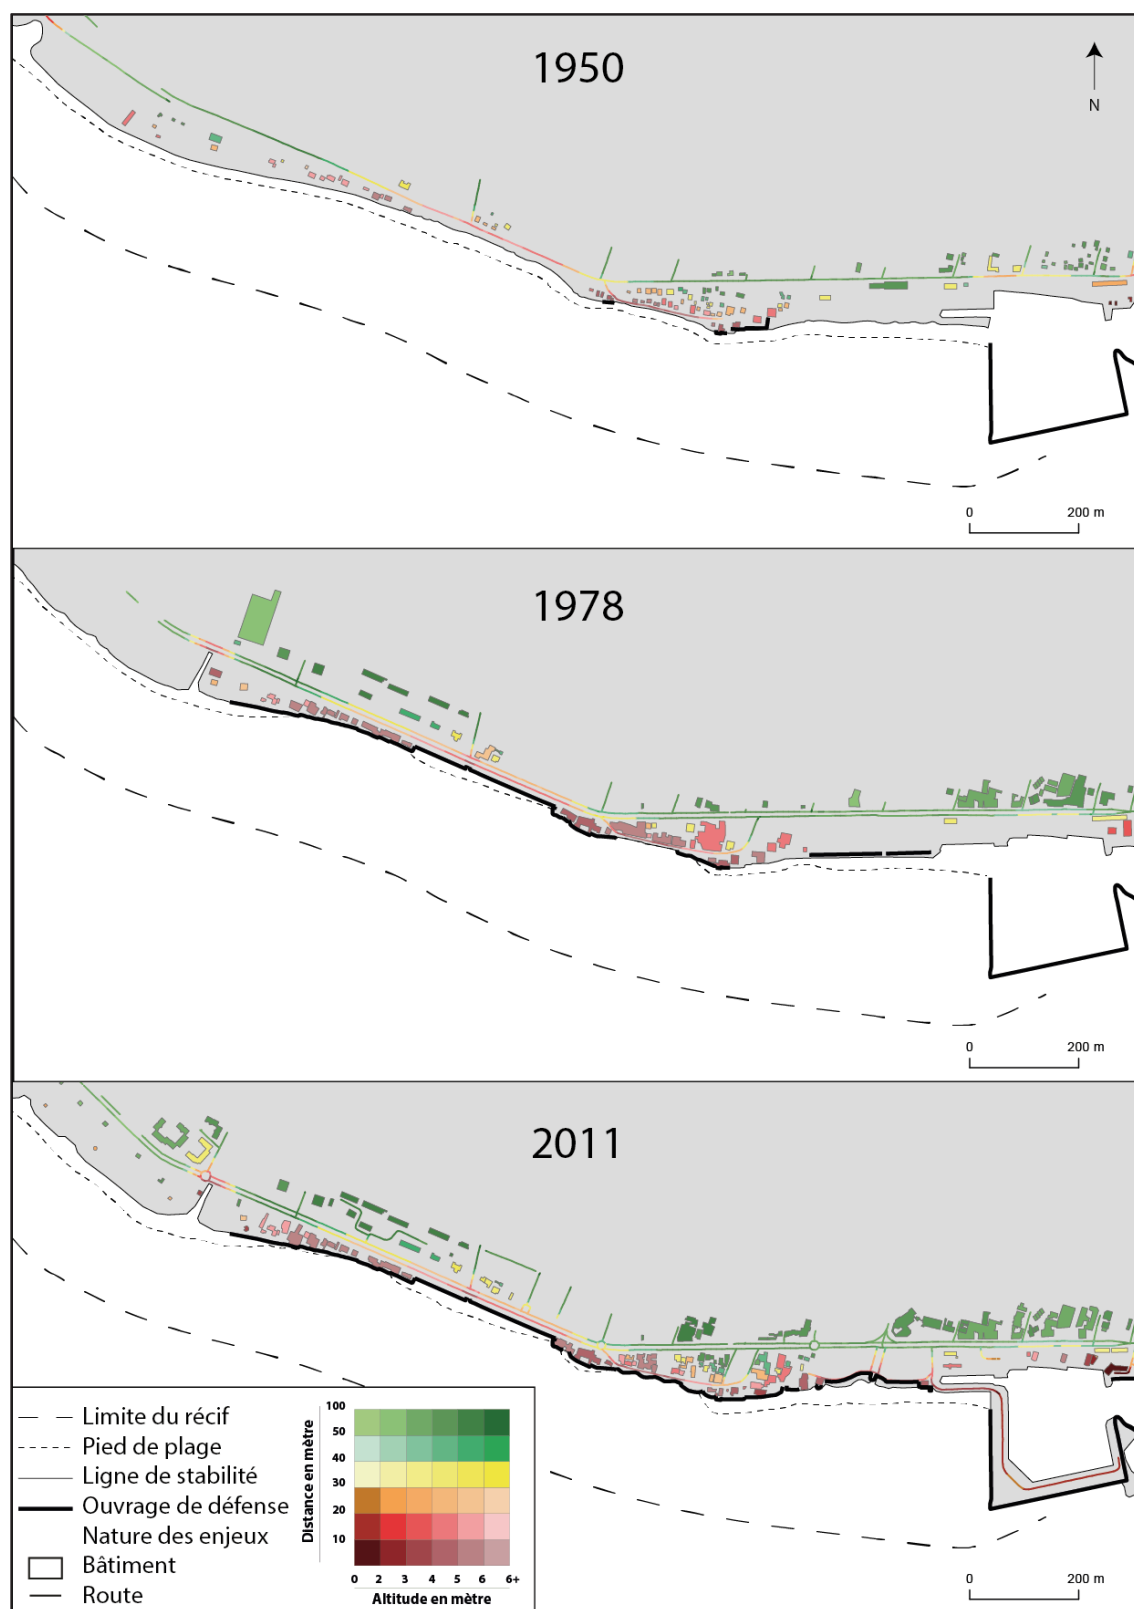 1950
N
0 200 m
1978
0 200 m
2011
Limite du récif
Pied de plage
Ligne de stabilité
Ouvrage de défense
Nature des enjeux
Bâtiment
Route
Distance en mètre
100
50
40
30
20
10
0 2 3 4 5 6 6+
Altitude en mètre
0 200 m